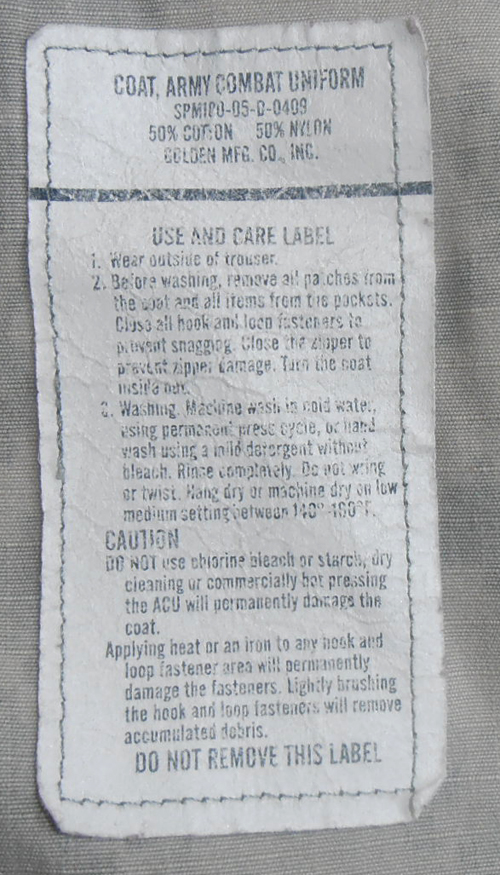 COAT, ARMY COMBAT UNIFORM
SPM1C0-05-D-0409
50% COTTON 50% NYLON
GOLDEN MFG. CO., INC.
USE AND CARE LABEL
1. Wear outside of trouser.
2. Before washing, remove all patches from
the coat and all items from the pockets.
Close all hook and loop fasteners to
prevent snagging. Close the zipper to
prevent zipper damage. Turn the coat
inside out.
3. Washing. Machine wash in cold water,
using permanent press cycle, or hand
wash using a mild detergent without
bleach. Rinse completely. Do not wring
or twist. Hang dry or machine dry on low
medium setting between 140°-180°F.
CAUTION
DO NOT use chlorine bleach or starch, dry
cleaning or commercially hot pressing
the ACU will permanently damage the
coat.
Applying heat or an iron to any hook and
loop fastener area will permanently
damage the fasteners. Lightly brushing
the hook and loop fasteners will remove
accumulated debris.
DO NOT REMOVE THIS LABEL